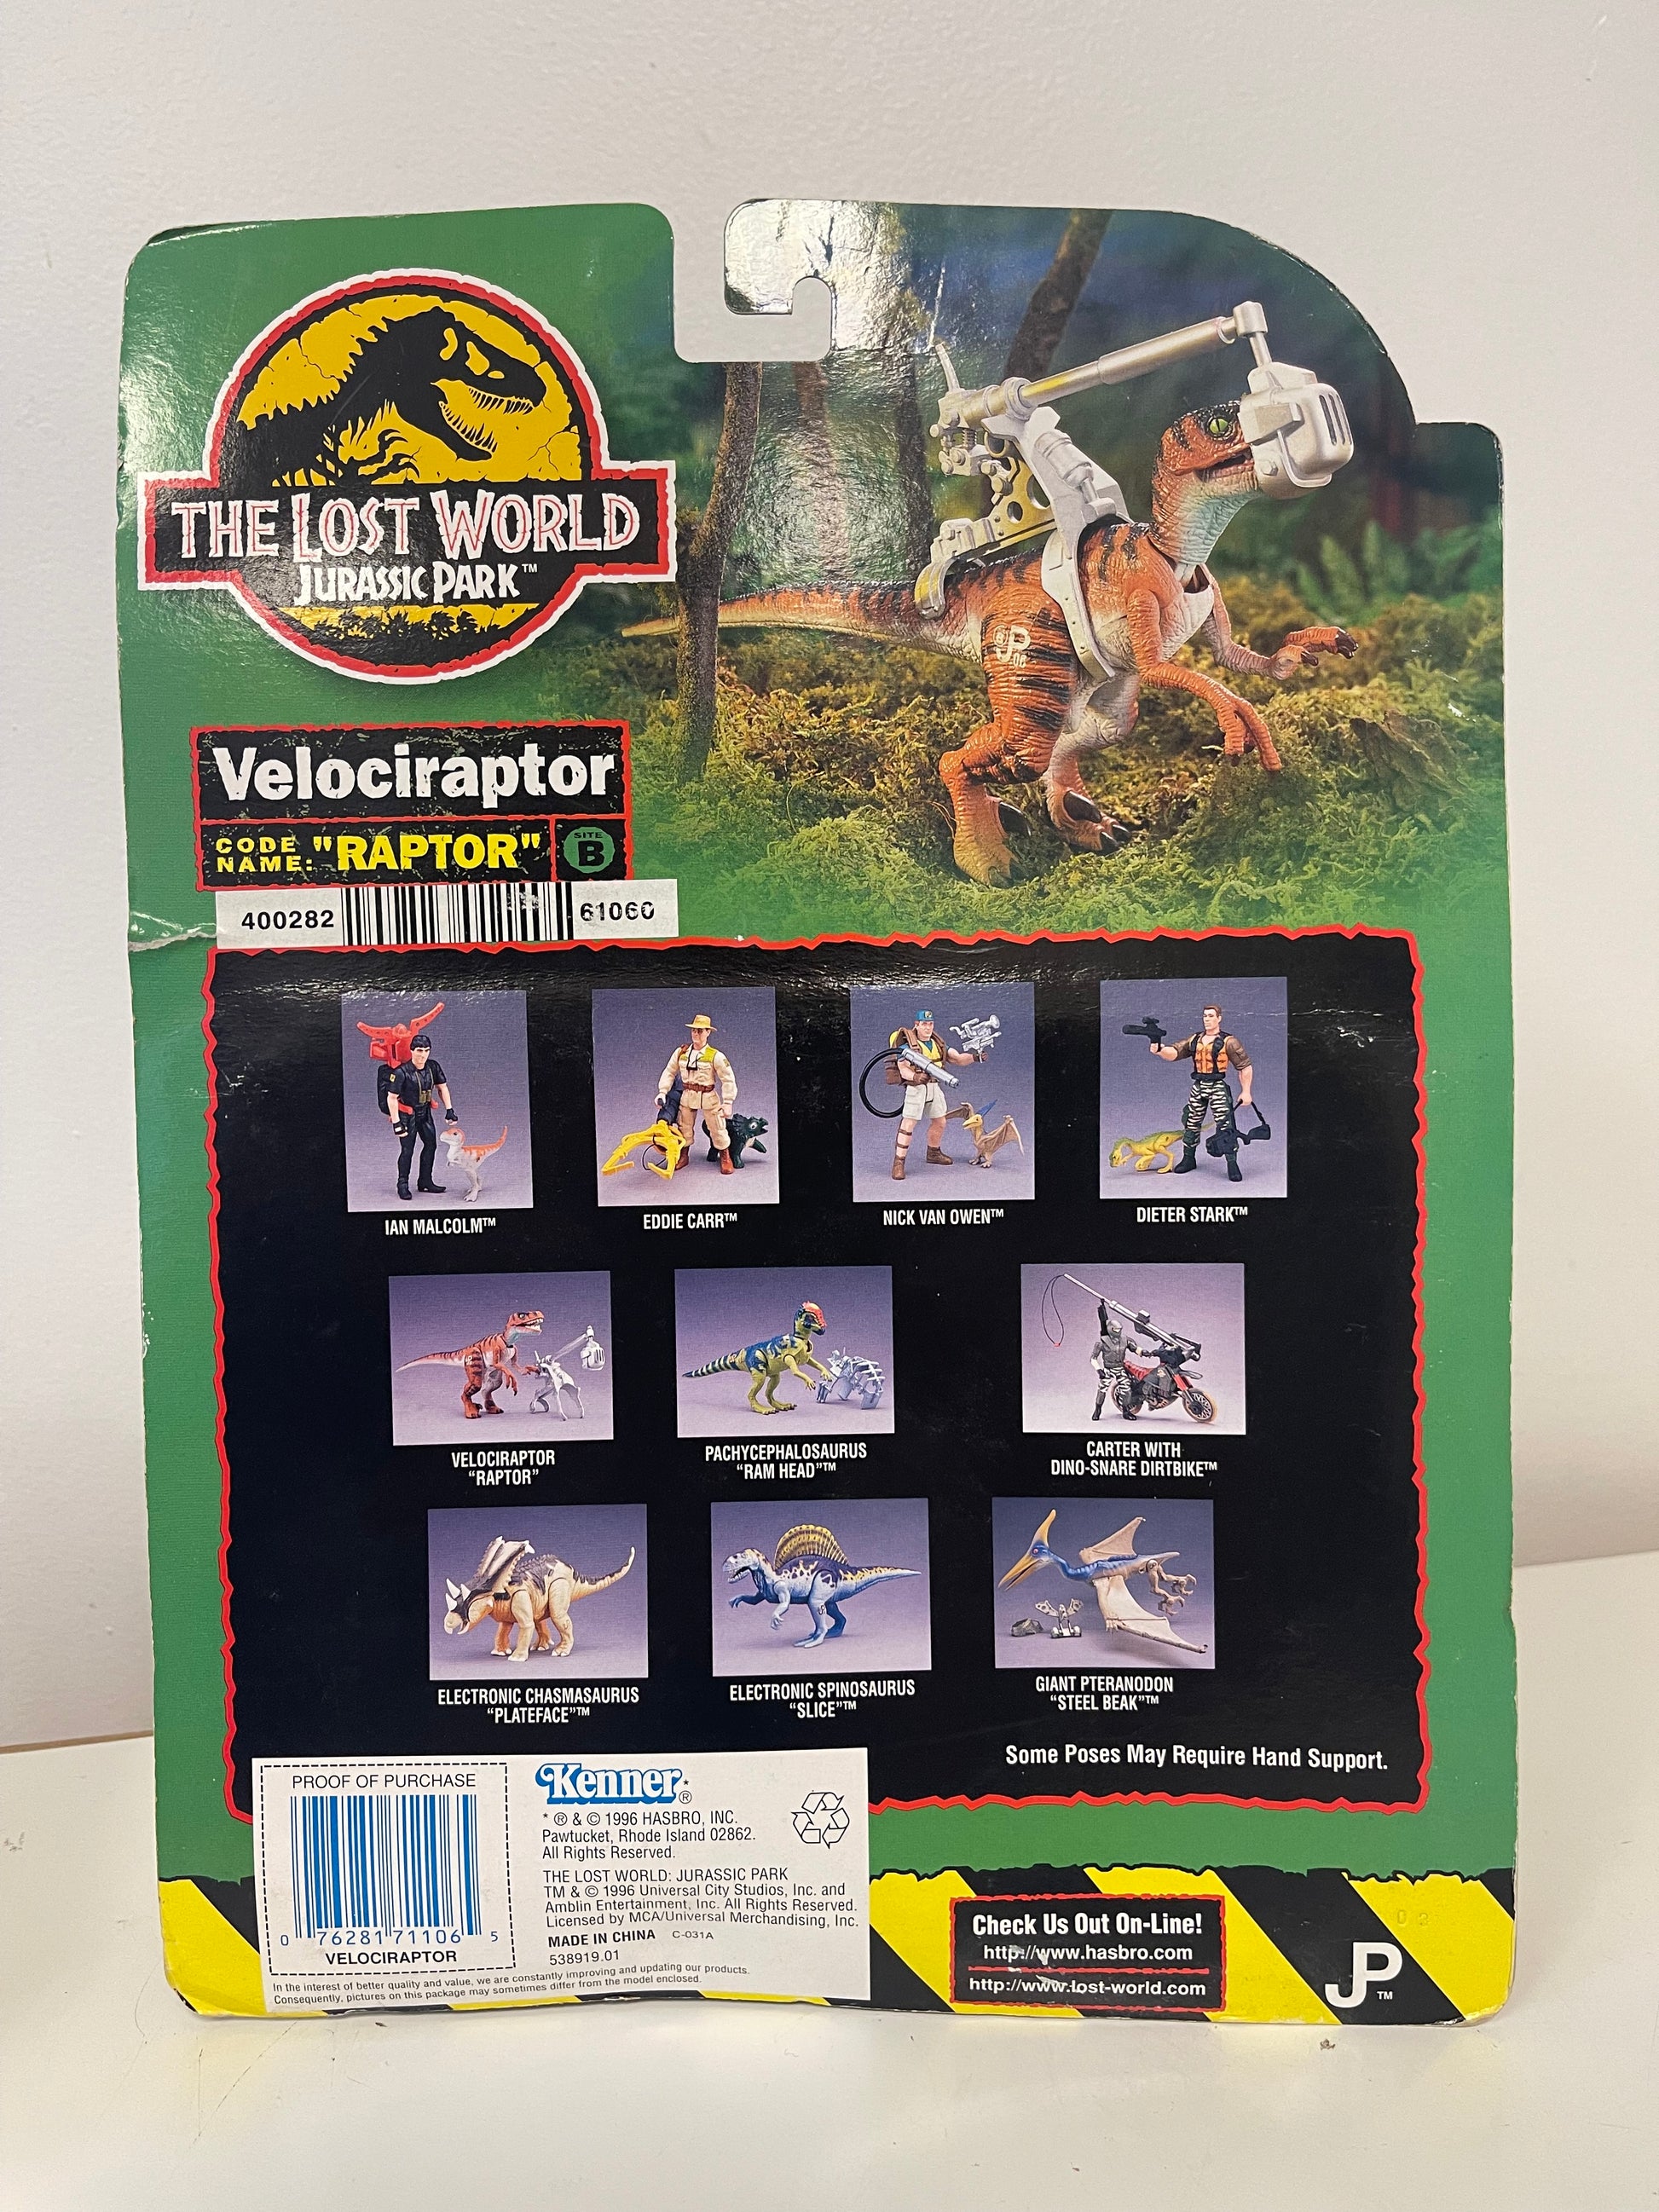 THE LOST WORLD
JURASSIC PARK™
JP
06
Velociraptor
CODE NAME: "RAPTOR"
SITE B
400282 61060
IAN MALCOLM™
EDDIE CARR™
NICK VAN OWEN™
DIETER STARK™
VELOCIRAPTOR
“RAPTOR”
PACHYCEPHALOSAURUS
“RAM HEAD”™
CARTER WITH
DINO-SNARE DIRTBIKE™
ELECTRONIC CHASMASAURUS
“PLATEFACE”™
ELECTRONIC SPINOSAURUS
“SLICE”™
GIANT PTERANODON
“STEEL BEAK”™
Some Poses May Require Hand Support.
PROOF OF PURCHASE
0 76281 71106 5
VELOCIRAPTOR
Kenner*®
* ® & © 1996 HASBRO, INC.
Pawtucket, Rhode Island 02862.
All Rights Reserved.
THE LOST WORLD: JURASSIC PARK
TM & © 1996 Universal City Studios, Inc. and
Amblin Entertainment, Inc. All Rights Reserved.
Licensed by MCA/Universal Merchandising, Inc.
MADE IN CHINA C-031A
538919.01
In the interest of better quality and value, we are constantly improving and updating our products.
Consequently, pictures on this package may sometimes differ from the model enclosed.
Check Us Out On-Line!
http://www.hasbro.com
http://www.lost-world.com
02
JP™